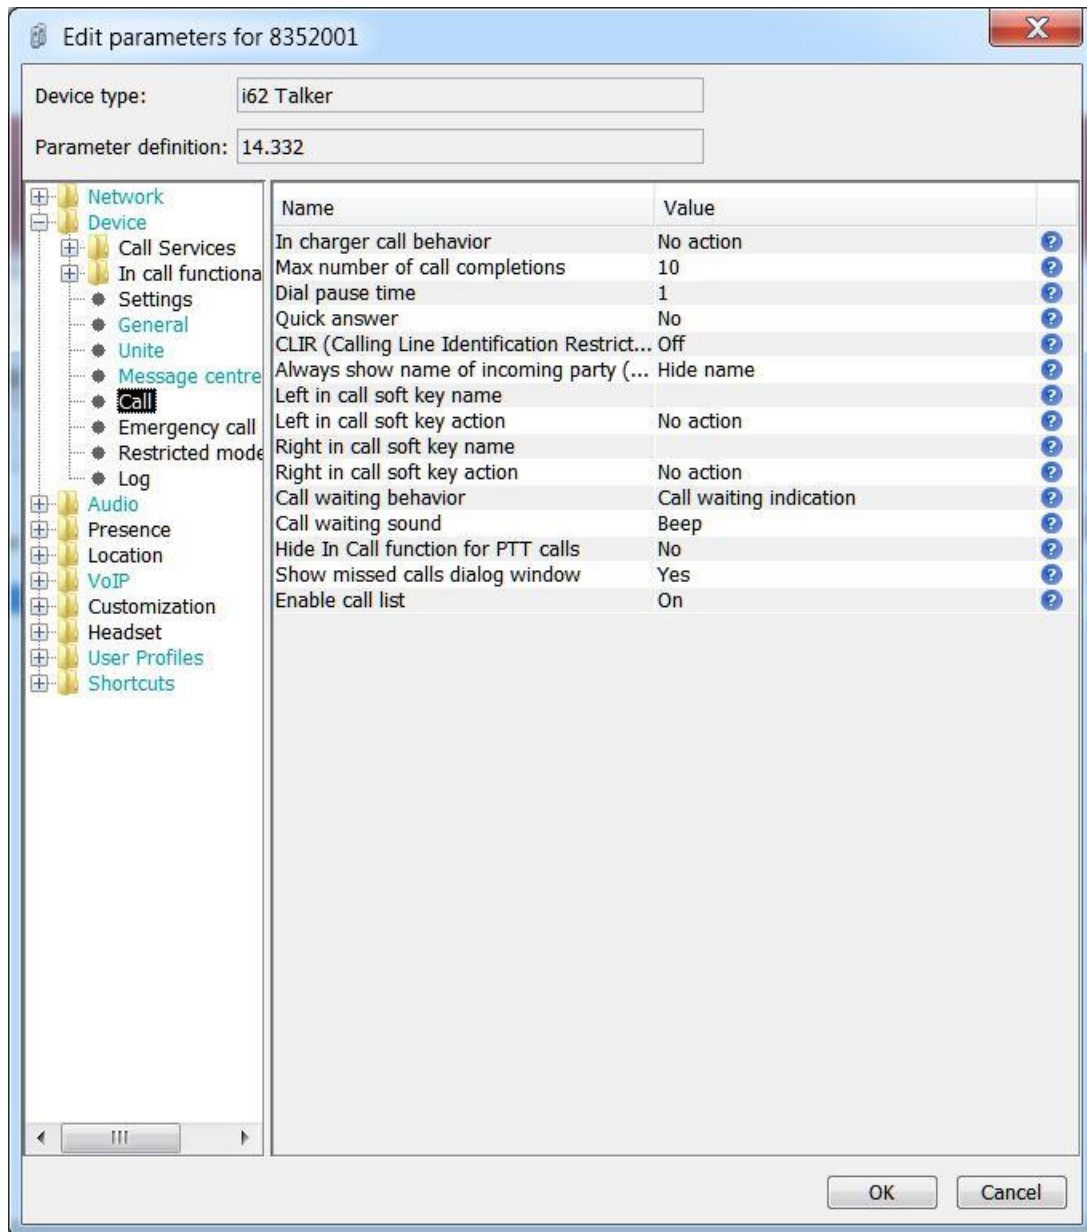 Edit parameters for 8352001
X
Device type: i62 Talker
Parameter definition: 14.332
Network
Device
Call Services
In call functiona
Settings
General
Unite
Message centre
Call
Emergency call
Restricted mode
Log
Audio
Presence
Location
VoIP
Customization
Headset
User Profiles
Shortcuts
Name Value
In charger call behavior No action ?
Max number of call completions 10 ?
Dial pause time 1 ?
Quick answer No ?
CLIR (Calling Line Identification Restrict... Off ?
Always show name of incoming party (... Hide name ?
Left in call soft key name ?
Left in call soft key action No action ?
Right in call soft key name ?
Right in call soft key action No action ?
Call waiting behavior Call waiting indication ?
Call waiting sound Beep ?
Hide In Call function for PTT calls No ?
Show missed calls dialog window Yes ?
Enable call list On ?
OK Cancel